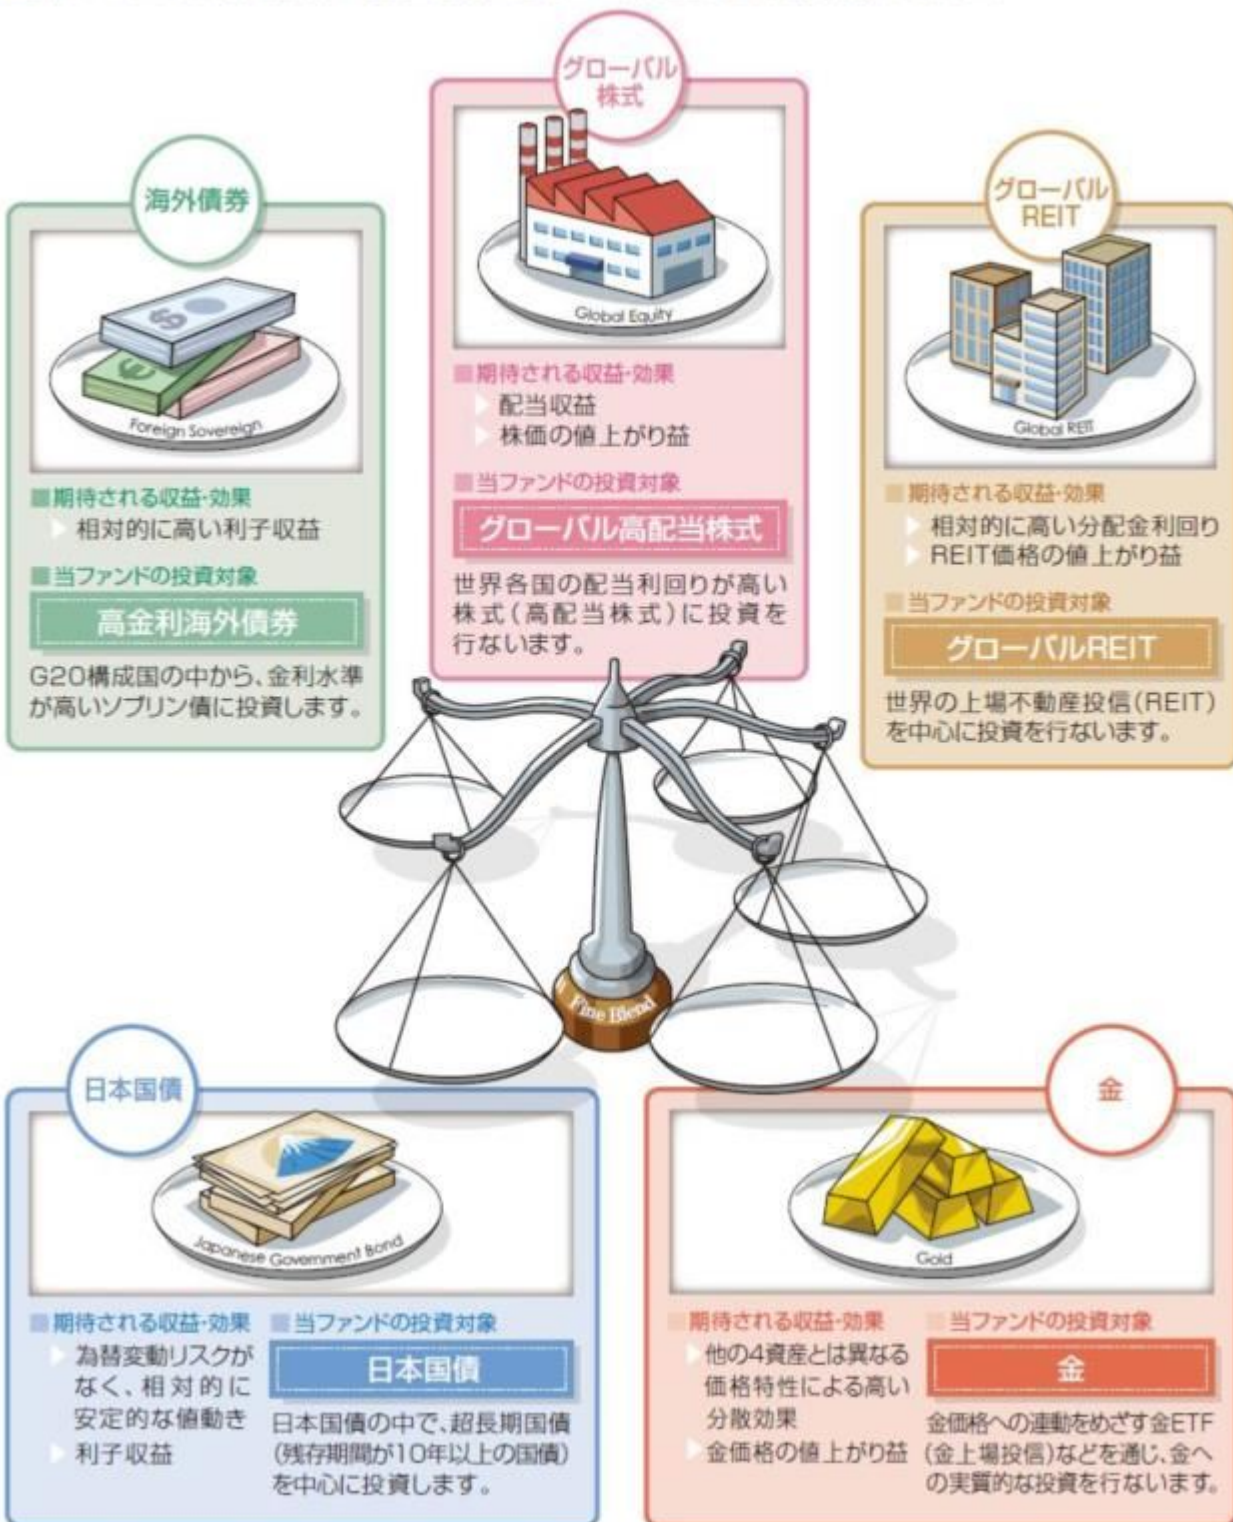 グローバル
株式
Global Equity
■期待される収益・効果
配当収益
株価の値上がり益
■当ファンドの投資対象
グローバル高配当株式
世界各国の配当利回りが高い
株式(高配当株式)に投資を
行ないます。
海外債券
Foreign Sovereign
■期待される収益・効果
相対的に高い利子収益
■当ファンドの投資対象
高金利海外債券
G20構成国の中から、金利水準
が高いソブリン債に投資します。
グローバル
REIT
Global REIT
■期待される収益・効果
相対的に高い分配金利回り
REIT価格の値上がり益
■当ファンドの投資対象
グローバルREIT
世界の上場不動産投信(REIT)
を中心に投資を行ないます。
Fine Blend
日本国債
Japanese Government Bond
■期待される収益・効果
為替変動リスクが
なく、相対的に
安定的な値動き
利子収益
■当ファンドの投資対象
日本国債
日本国債の中で、超長期国債
(残存期間が10年以上の国債)
を中心に投資します。
金
Gold
■期待される収益・効果
他の4資産とは異なる
価格特性による高い
分散効果
金価格の値上がり益
■当ファンドの投資対象
金
金価格への連動をめざす金ETF
(金上場投信)などを通じ、金へ
の実質的な投資を行ないます。